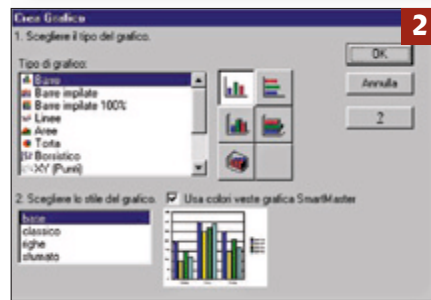 Crea Grafico
2
1. Scegliere il tipo del grafico.
OK
Tipo di grafico:
Annulla
Barre
Barre impilate
Barre impilate 100%
Linee
Aree
Torta
Borsistico
XY (Punti)
?
2. Scegliere lo stile del grafico.
Usa colori veste grafica SmartMaster
base
classico
righe
sfumato